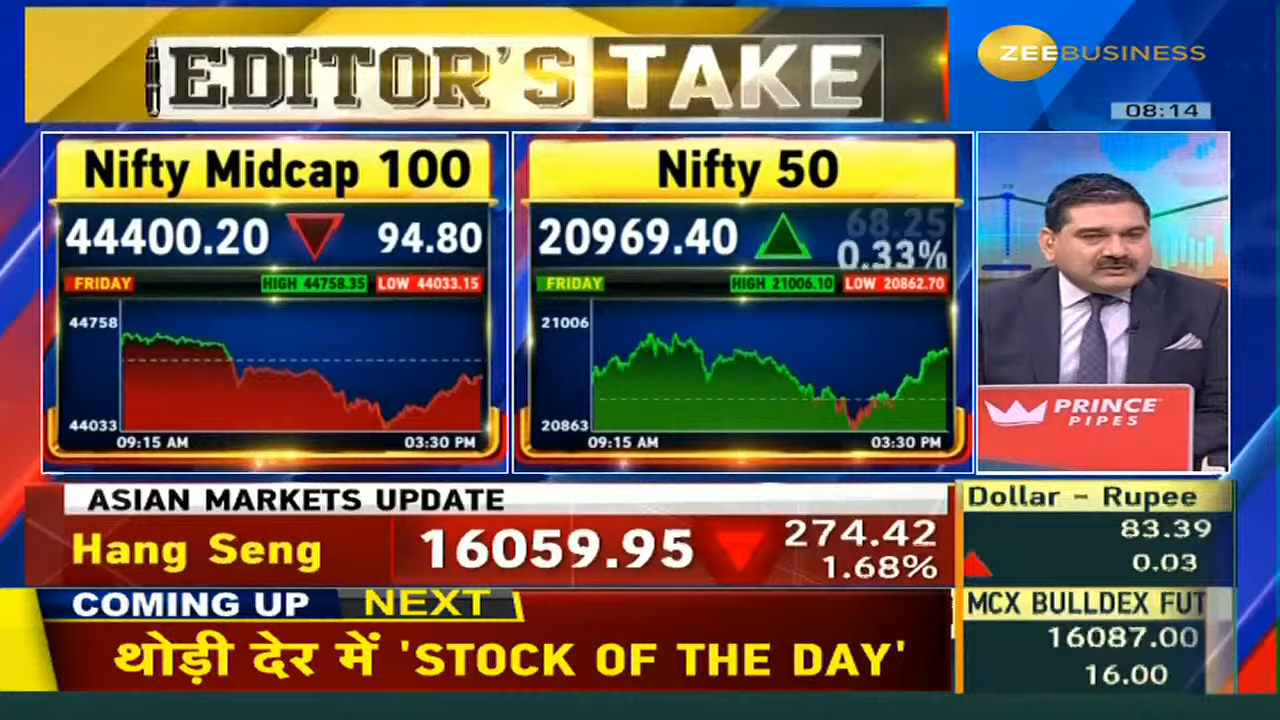 EDITOR'S TAKE
ZEEBUSINESS
08:14
Nifty Midcap 100
44400.20 94.80
FRIDAY HIGH 44758.35 LOW 44033.15
44758
44033
09:15 AM 03:30 PM
Nifty 50
20969.40 68.25
0.33%
FRIDAY HIGH 21006.10 LOW 20862.70
21006
20863
09:15 AM 03:30 PM
PRINCE
PIPES
ASIAN MARKETS UPDATE
Hang Seng 16059.95 274.42
1.68%
Dollar - Rupee
83.39
0.03
MCX BULLDEX FUT
16087.00
16.00
COMING UP NEXT
थोड़ी देर में 'STOCK OF THE DAY'